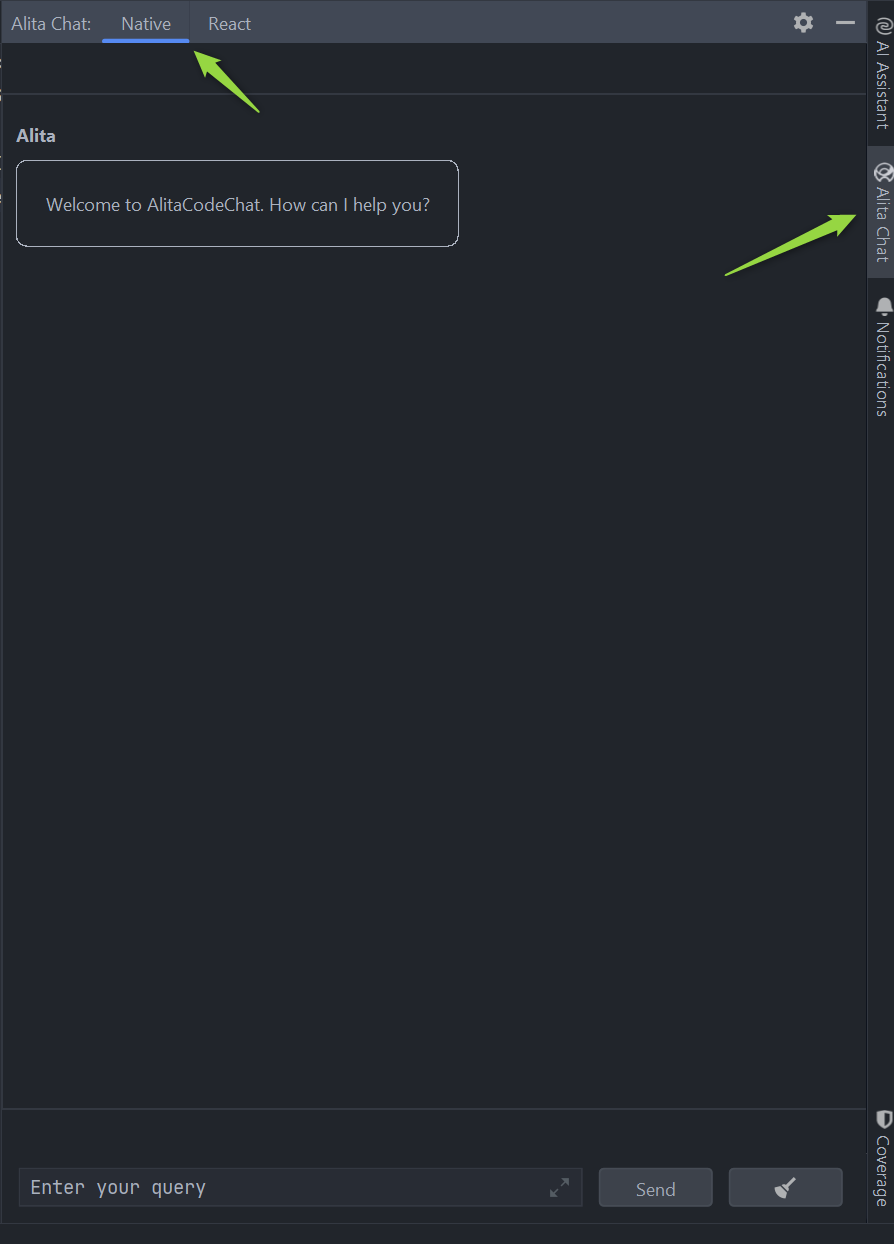 Alita Chat: Native React
Alita
Welcome to AlitaCodeChat. How can I help you?
Enter your query
Send
AI Assistant
Alita Chat
Notifications
Coverage